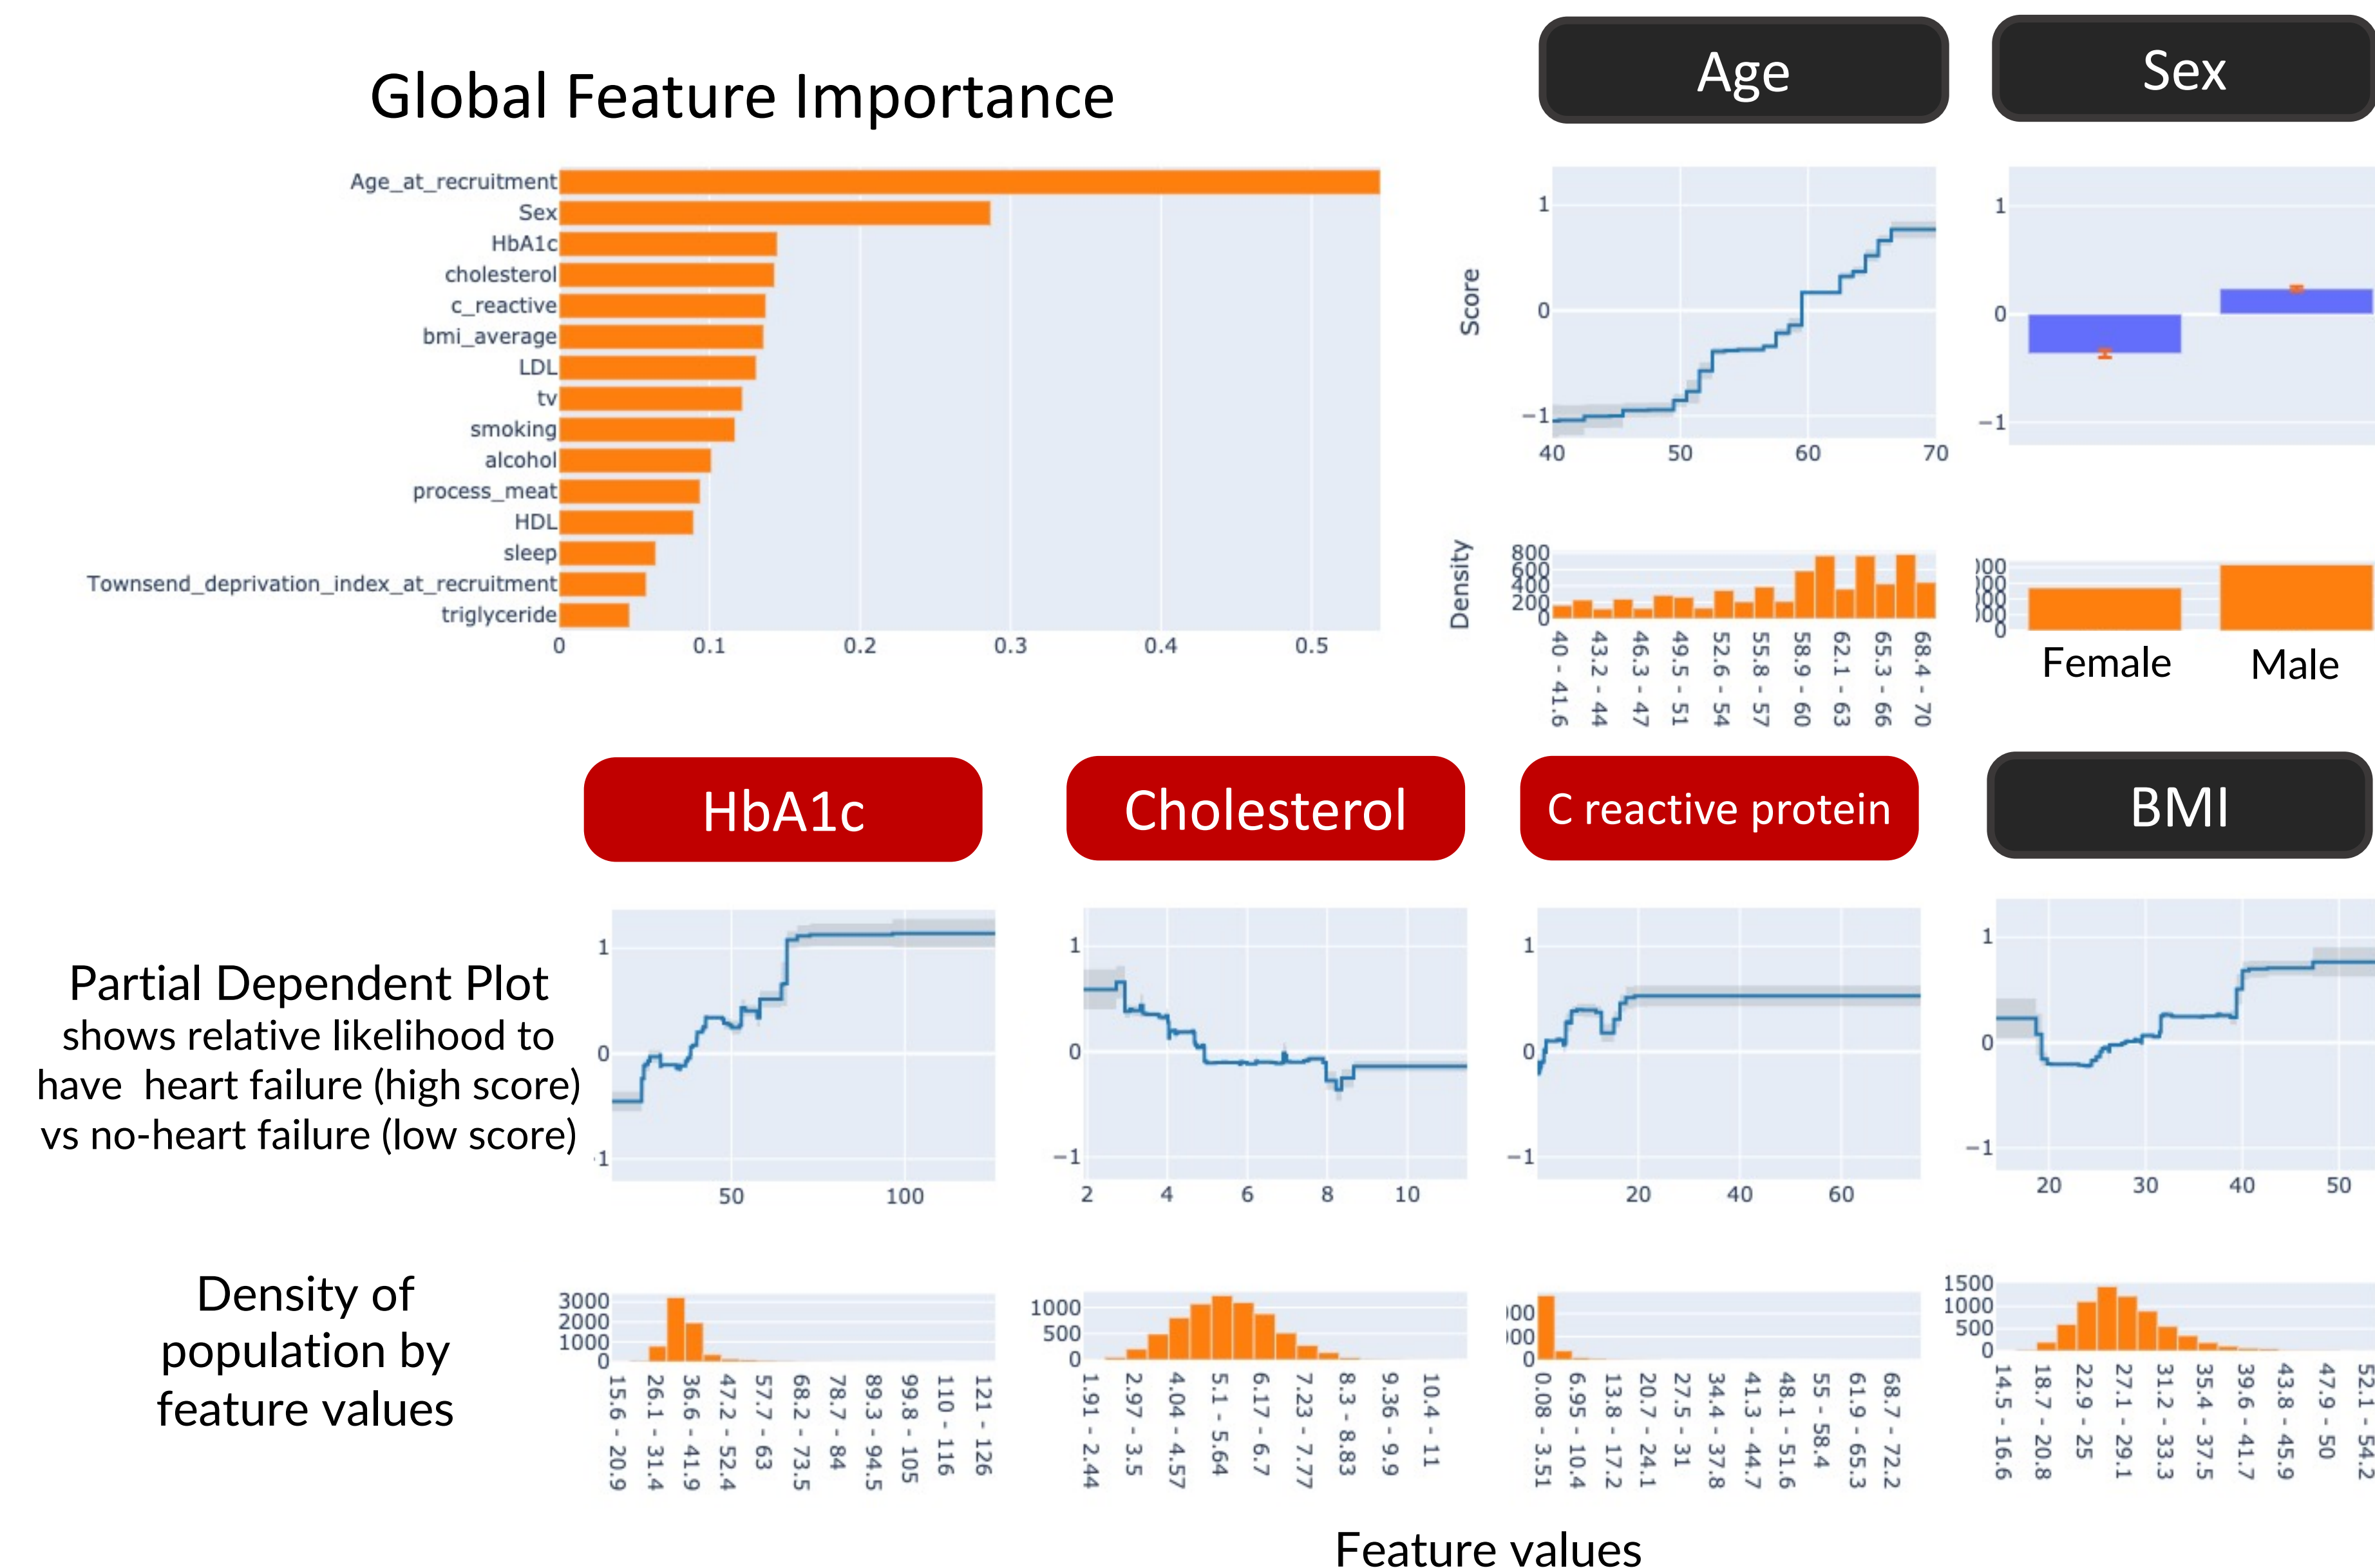 Global Feature Importance
Age_at_recruitment
Sex
HbA1c
cholesterol
c_reactive
bmi_average
LDL
tv
smoking
alcohol
process_meat
HDL
sleep
Townsend_deprivation_index_at_recruitment
triglyceride
0 0.1 0.2 0.3 0.4 0.5
Age
Score
1
0
−1
40 50 60 70
Density
800
600
400
200
0
40 - 41.6
43.2 - 44
46.3 - 47
49.5 - 51
52.6 - 54
55.8 - 57
58.9 - 60
62.1 - 63
65.3 - 66
68.4 - 70
Sex
1
0
−1
0
Female Male
HbA1c
Cholesterol
C reactive protein
BMI
Partial Dependent Plot
shows relative likelihood to
have heart failure (high score)
vs no-heart failure (low score)
1
0
1
50 100
1
0
−1
2 4 6 8 10
1
0
−1
20 40 60
1
0
−1
20 30 40 50
Density of
population by
feature values
3000
2000
1000
0
15.6 - 20.9
26.1 - 31.4
36.6 - 41.9
47.2 - 52.4
57.7 - 63
68.2 - 73.5
78.7 - 84
89.3 - 94.5
99.8 - 105
110 - 116
121 - 126
1000
500
0
1.91 - 2.44
2.97 - 3.5
4.04 - 4.57
5.1 - 5.64
6.17 - 6.7
7.23 - 7.77
8.3 - 8.83
9.36 - 9.9
10.4 - 11
0
0.08 - 3.51
6.95 - 10.4
13.8 - 17.2
20.7 - 24.1
27.5 - 31
34.4 - 37.8
41.3 - 44.7
48.1 - 51.6
55 - 58.4
61.9 - 65.3
68.7 - 72.2
1500
1000
500
0
14.5 - 16.6
18.7 - 20.8
22.9 - 25
27.1 - 29.1
31.2 - 33.3
35.4 - 37.5
39.6 - 41.7
43.8 - 45.9
47.9 - 50
52.1 - 54.2
Feature values